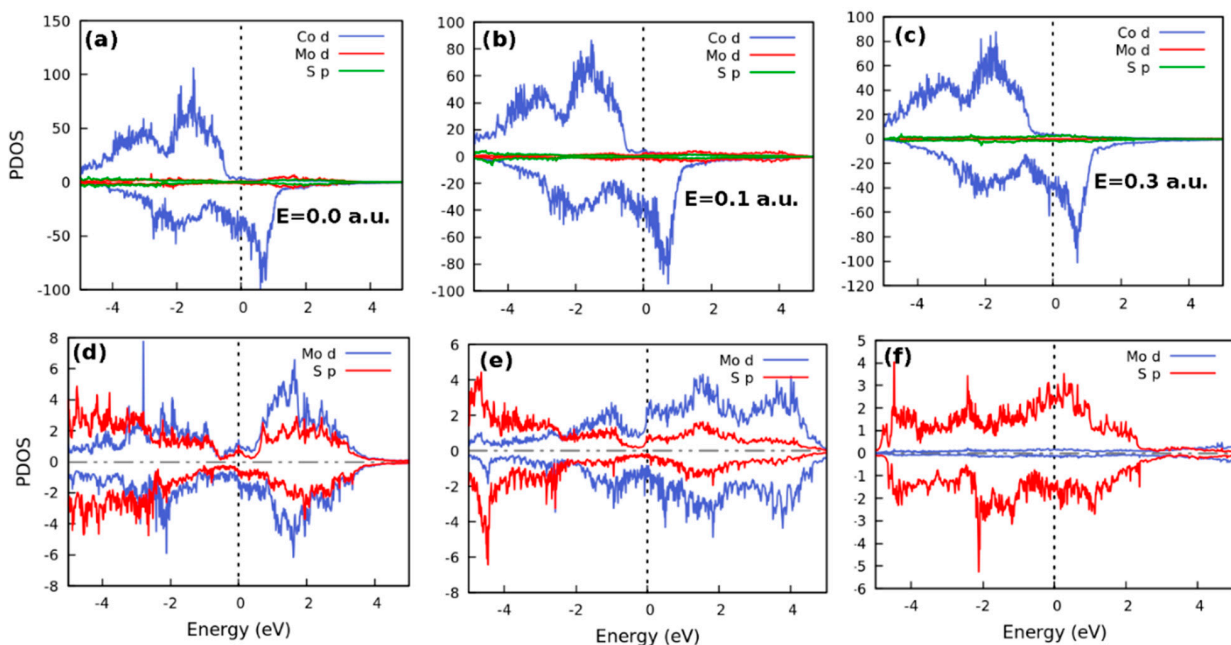 (a)
Co d
Mo d
S p
150
100
50
0
-50
-100
PDOS
E=0.0 a.u.
-4 -2 0 2 4
(b)
Co d
Mo d
S p
100
80
60
40
20
0
-20
-40
-60
-80
-100
E=0.1 a.u.
-4 -2 0 2 4
(c)
Co d
Mo d
S p
100
80
60
40
20
0
-20
-40
-60
-80
-100
-120
E=0.3 a.u.
-4 -2 0 2 4
(d)
Mo d
S p
8
6
4
2
0
-2
-4
-6
-8
PDOS
-4 -2 0 2 4
Energy (eV)
(e)
Mo d
S p
6
4
2
0
-2
-4
-6
-8
-4 -2 0 2 4
Energy (eV)
(f)
Mo d
S p
5
4
3
2
1
0
-1
-2
-3
-4
-5
-6
-4 -2 0 2 4
Energy (eV)